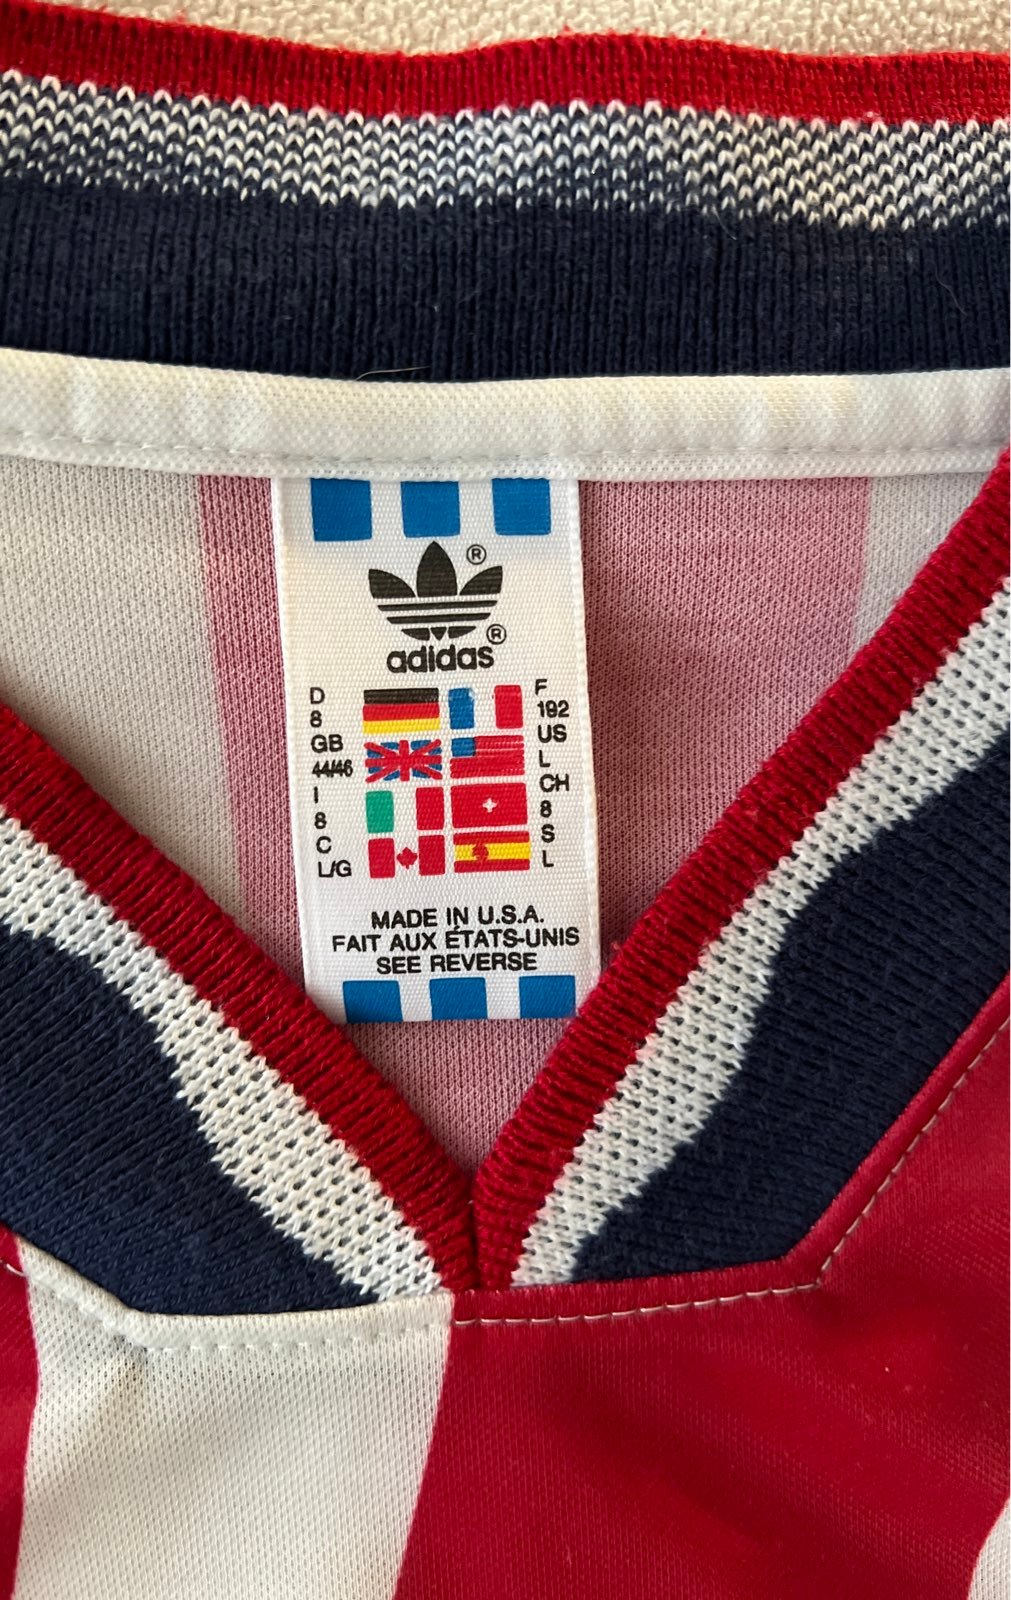 ®
®
adidas
D
8
GB
44/46
I
8
C
L/G
F
192
US
L
CH
8
S
L
MADE IN U.S.A.
FAIT AUX ÉTATS-UNIS
SEE REVERSE